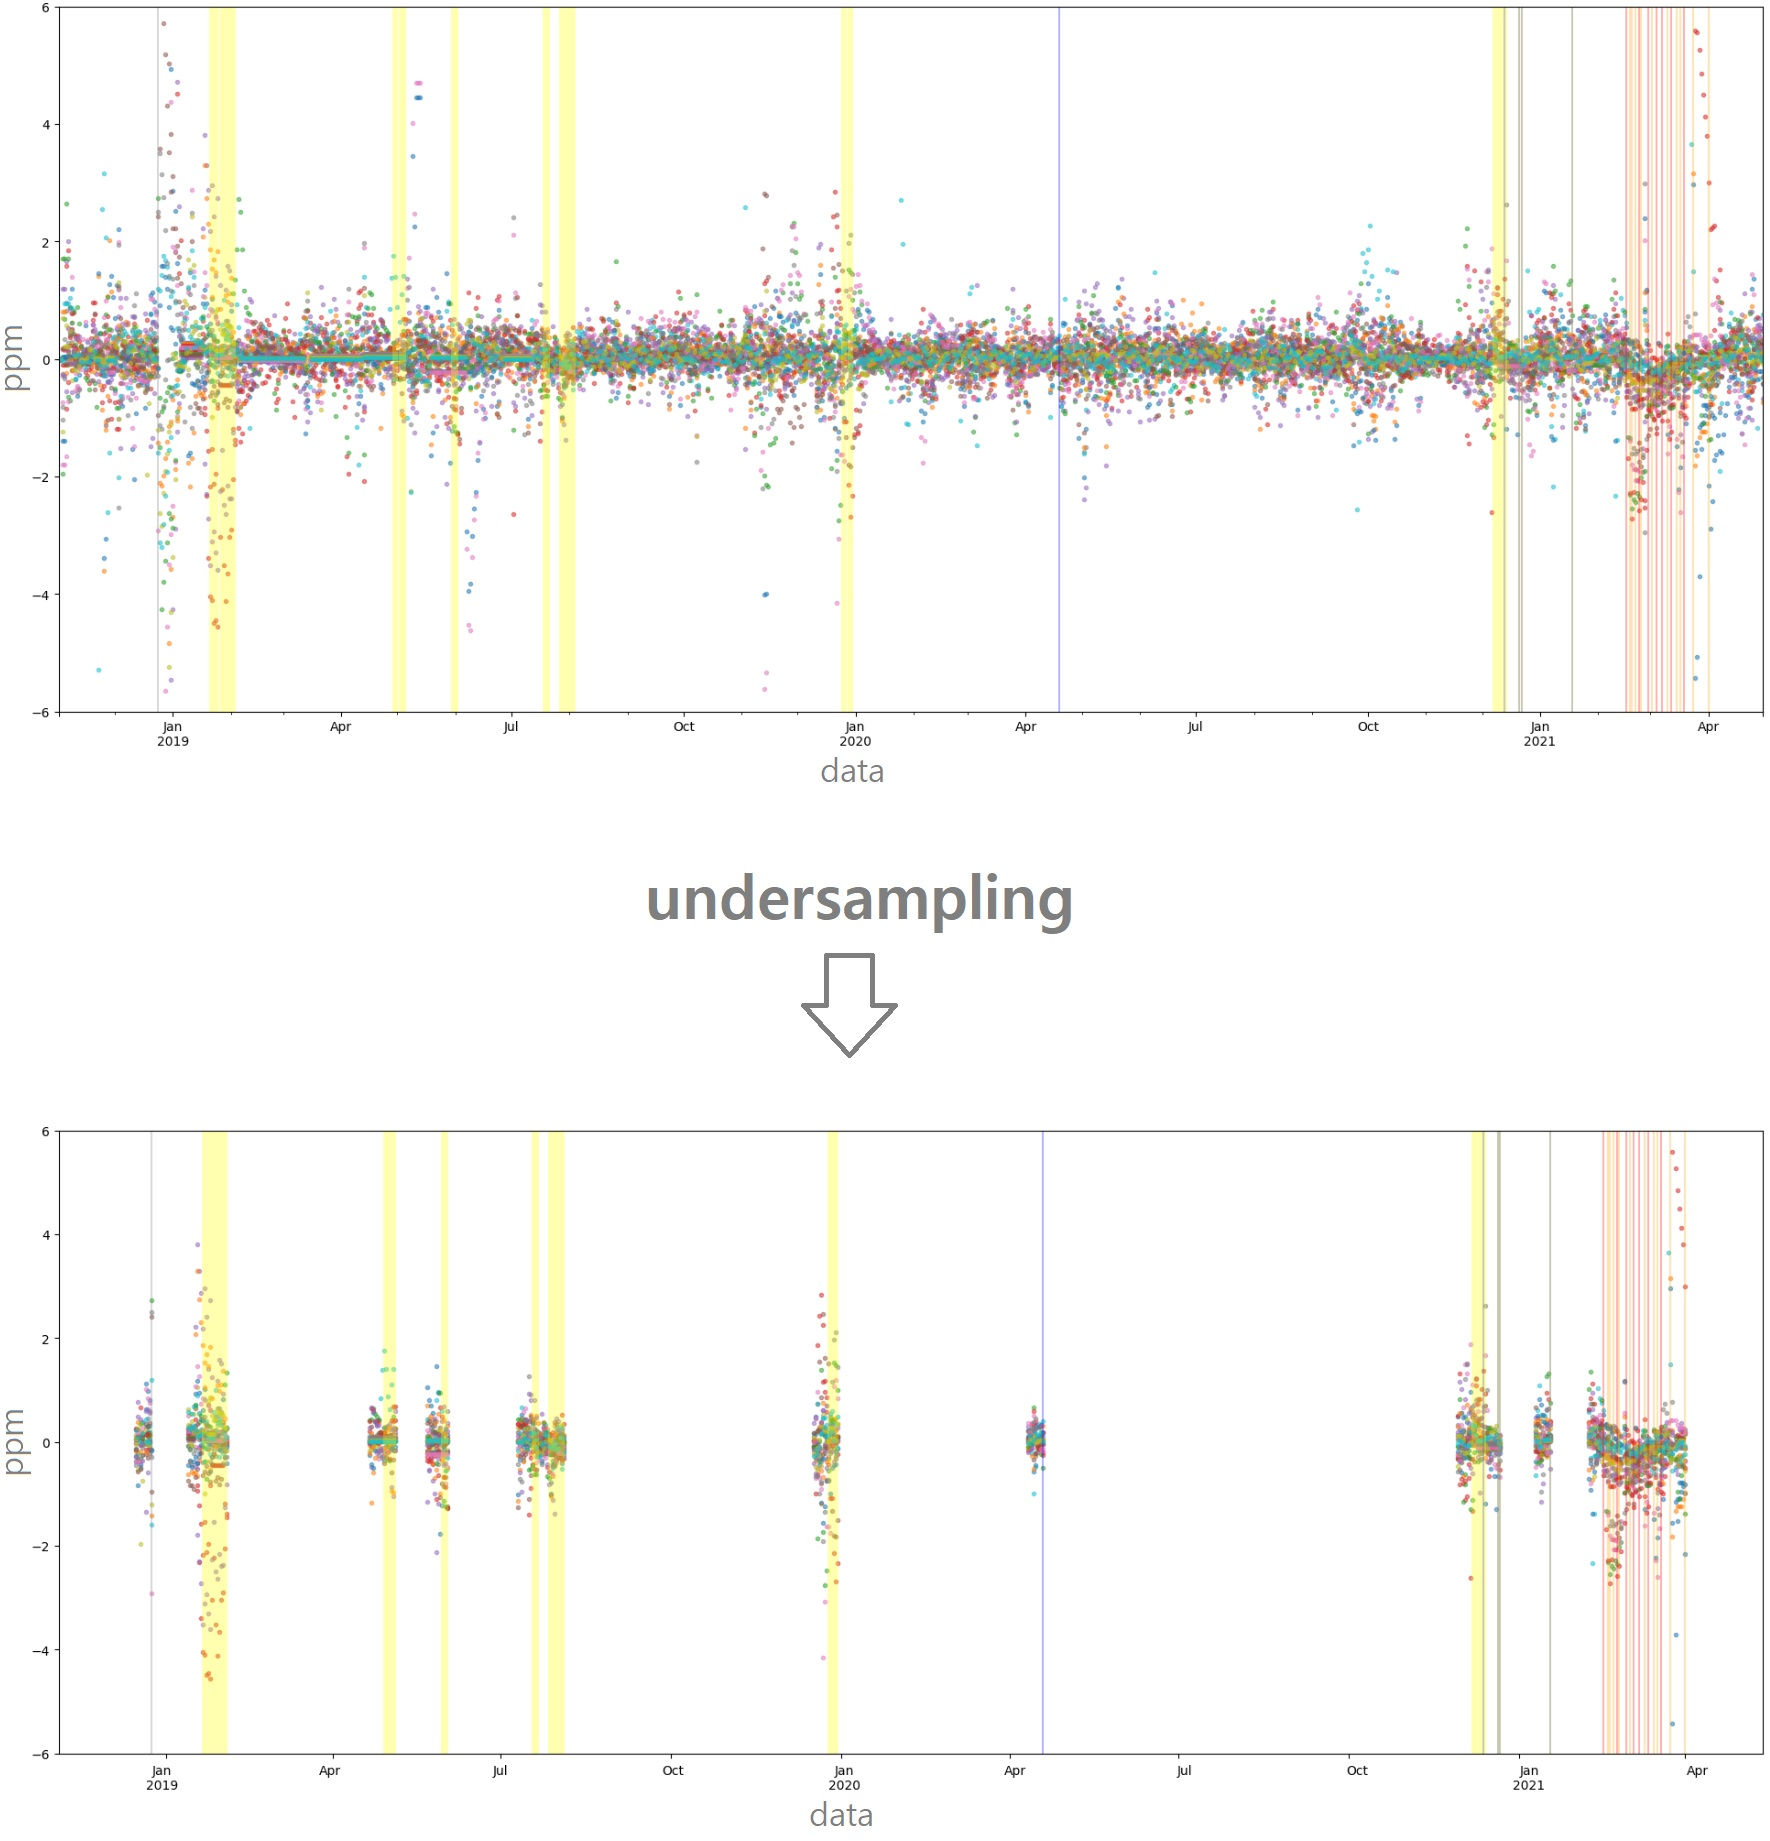 6
4
2
0
−2
−4
−6
ppm
Jan
2019
Apr
Jul
Oct
Jan
2020
Apr
Jul
Oct
Jan
2021
Apr
data
undersampling
6
4
2
0
−2
−4
−6
ppm
Jan
2019
Apr
Jul
Oct
Jan
2020
Apr
Jul
Oct
Jan
2021
Apr
data